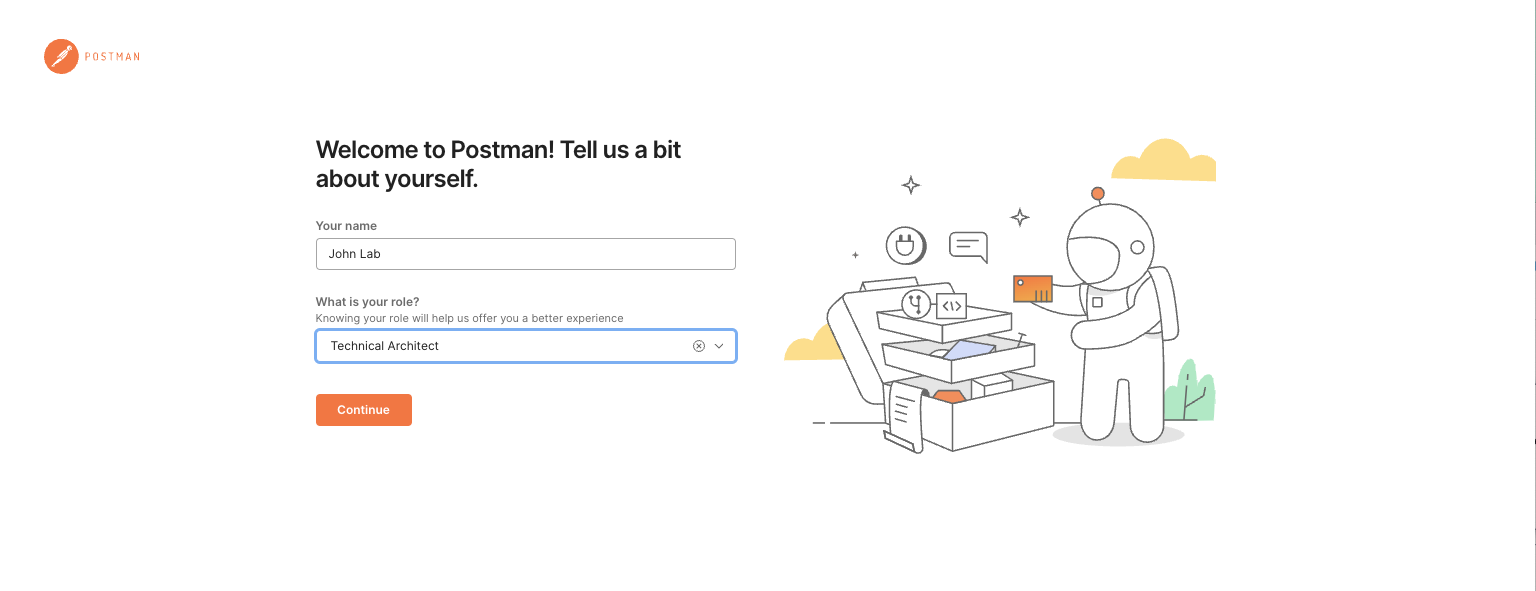 POSTMAN
Welcome to Postman! Tell us a bit
about yourself.
Your name
John Lab
What is your role?
Knowing your role will help us offer you a better experience
Technical Architect
Continue